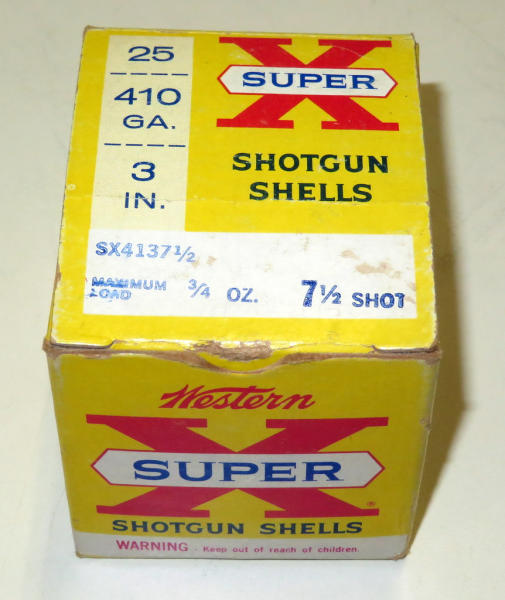 25
410
GA.
3
IN.
X
SUPER
SHOTGUN
SHELLS
SX4137½
MAXIMUM
LOAD
¾ OZ.
7½ SHOT
Western
X
SUPER
®
SHOTGUN SHELLS
WARNING - Keep out of reach of children.